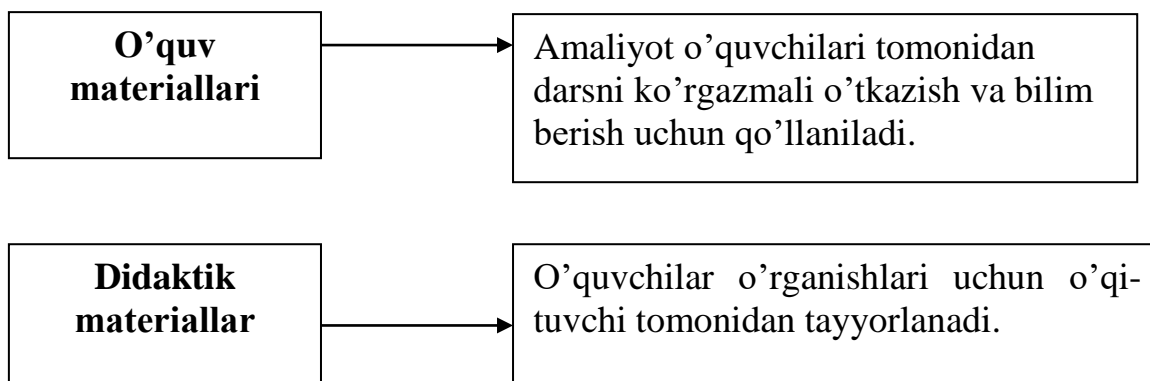 O’quv
materiallari
Amaliyot o’quvchilari tomonidan
darsni ko’rgazmali o’tkazish va bilim
berish uchun qo’llaniladi.
Didaktik
materiallar
O’quvchilar o’rganishlari uchun o’qi-
tuvchi tomonidan tayyorlanadi.